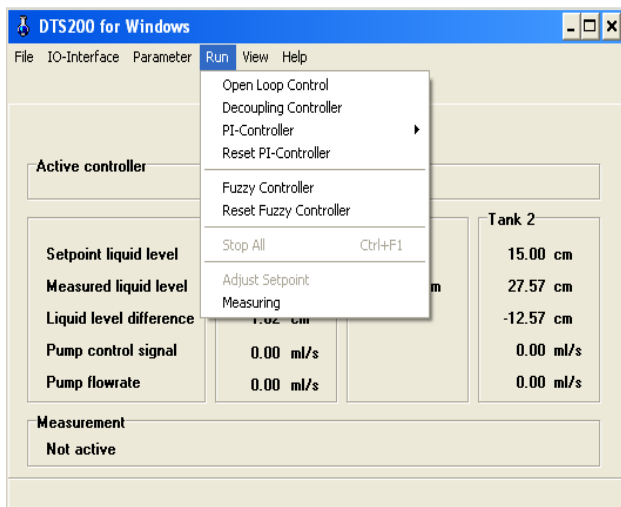 DTS200 for Windows
File IO-Interface Parameter Run View Help
Open Loop Control
Decoupling Controller
PI-Controller
Reset PI-Controller
Fuzzy Controller
Reset Fuzzy Controller
Stop All Ctrl+F1
Adjust Setpoint
Measuring
Active controller
Tank 2
Setpoint liquid level 15.00 cm
Measured liquid level m 27.57 cm
Liquid level difference 1.02 cm -12.57 cm
Pump control signal 0.00 ml/s 0.00 ml/s
Pump flowrate 0.00 ml/s 0.00 ml/s
Measurement
Not active